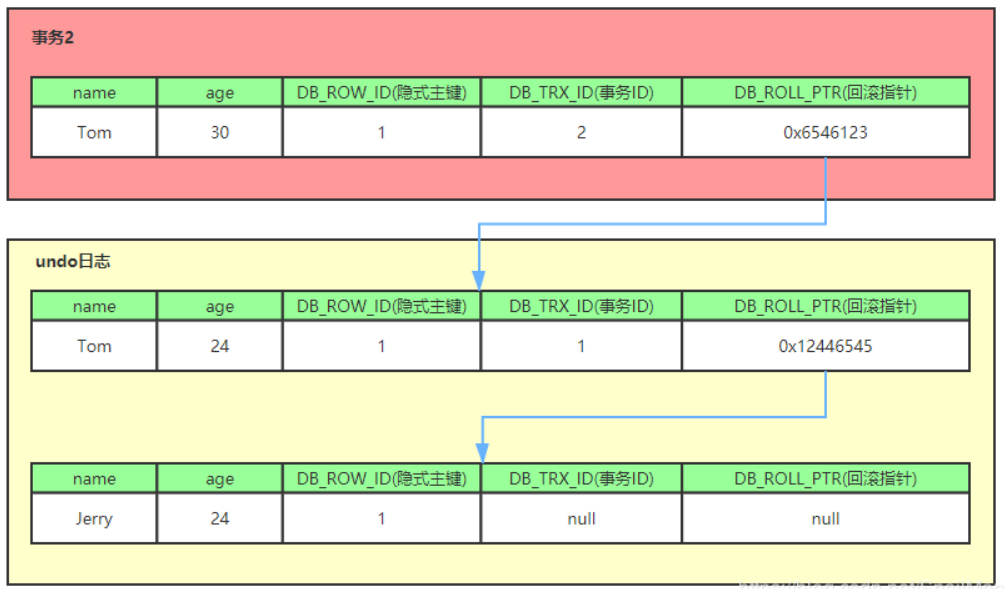 事务2
name age DB_ROW_ID(隐式主键) DB_TRX_ID(事务ID) DB_ROLL_PTR(回滚指针)
Tom 30 1 2 0x6546123
undo日志
name age DB_ROW_ID(隐式主键) DB_TRX_ID(事务ID) DB_ROLL_PTR(回滚指针)
Tom 24 1 1 0x12446545
name age DB_ROW_ID(隐式主键) DB_TRX_ID(事务ID) DB_ROLL_PTR(回滚指针)
Jerry 24 1 null null